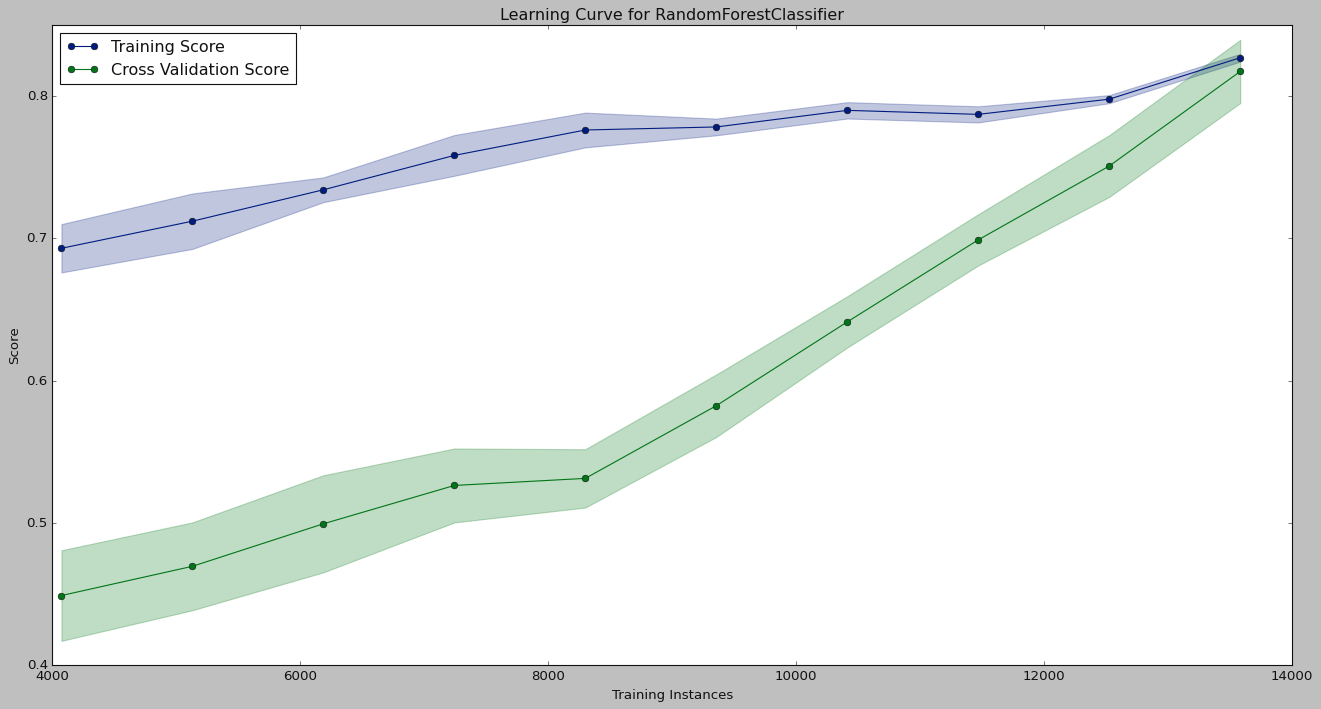 Learning Curve for RandomForestClassifier
Training Score
Cross Validation Score
0.8
0.7
0.6
0.5
0.4
Score
4000 6000 8000 10000 12000 14000
Training Instances